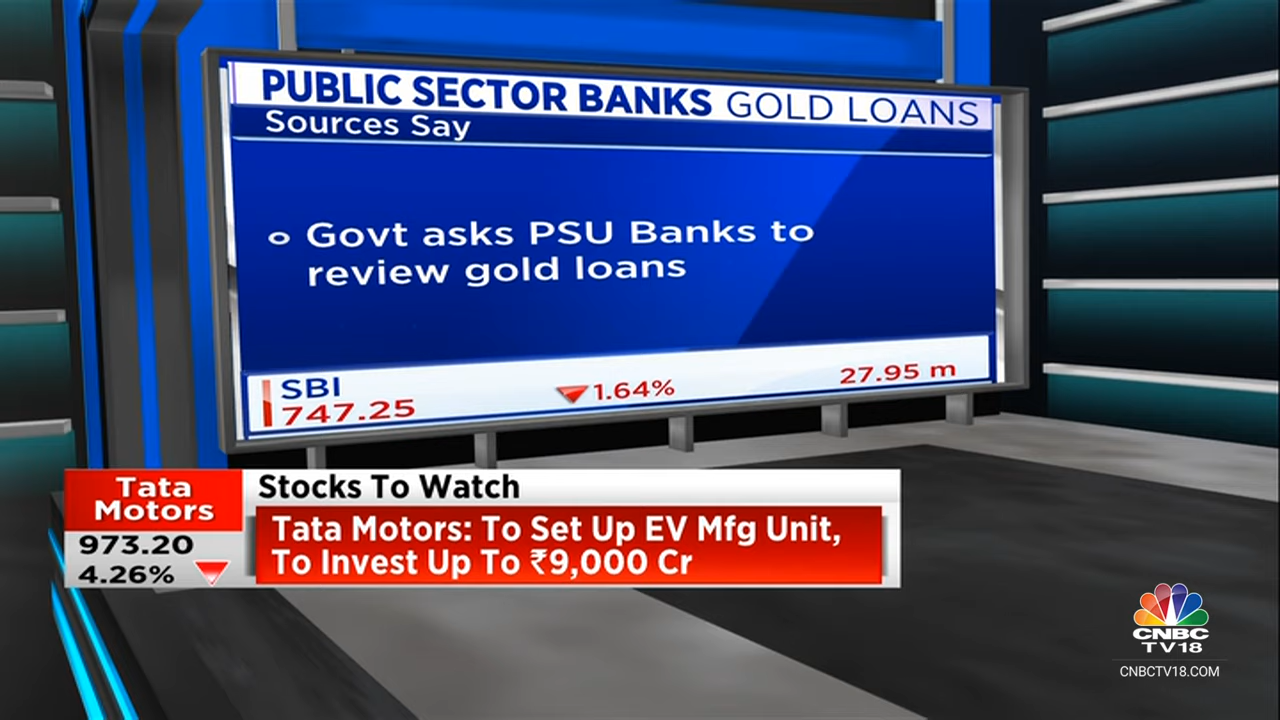 PUBLIC SECTOR BANKS GOLD LOANS
Sources Say
o Govt asks PSU Banks to
review gold loans
SBI
747.25
1.64%
27.95 m
Tata
Motors
973.20
4.26%
Stocks To Watch
Tata Motors: To Set Up EV Mfg Unit,
To Invest Up To ₹9,000 Cr
CNBC
TV18
CNBCTV18.COM